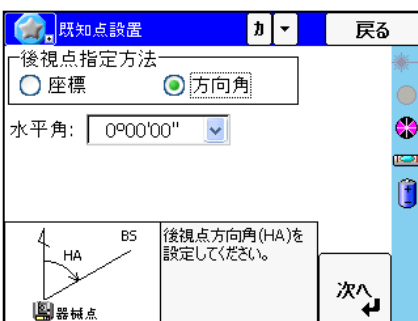 既知点設置
カ
戻る
後視点指定方法
座標
方向角
水平角:
0º00'00"
BS
HA
器械点
後視点方向角(HA)を
設定してください。
次へ